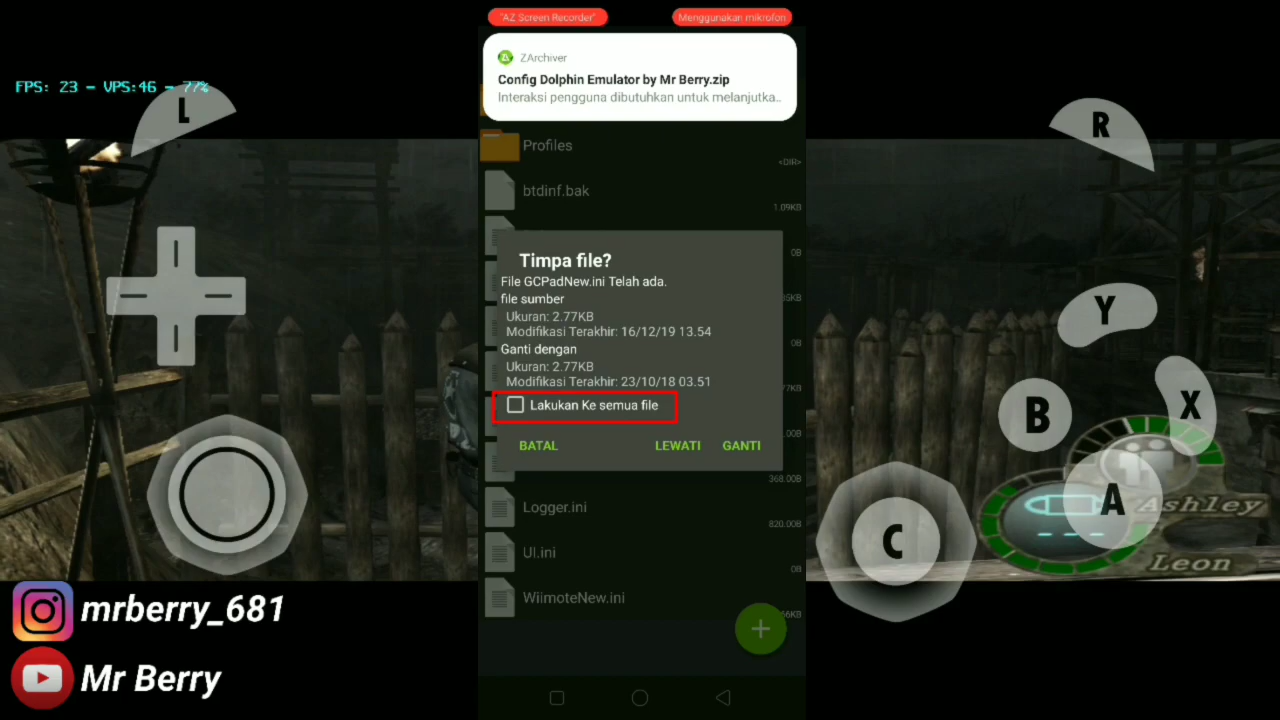 "AZ Screen Recorder"
Menggunakan mikrofon
ZArchiver
Config Dolphin Emulator by Mr Berry.zip
Interaksi pengguna dibutuhkan untuk melanjutka..
FPS: 23 - VPS:46 - 77%
L
R
Profiles
<DIR>
btdinf.bak
1.09KB
0B
Timpa file?
File GCPadNew.ini Telah ada.
file sumber
Ukuran: 2.77KB
Modifikasi Terakhir: 16/12/19 13.54
Ganti dengan
Ukuran: 2.77KB
Modifikasi Terakhir: 23/10/18 03.51
Lakukan Ke semua file
BATAL
LEWATI
GANTI
0B
368.00B
Logger.ini
820.00B
UI.ini
0B
WiimoteNew.ini
Y
X
B
A
C
Ashley
Leon
mrberry_681
Mr Berry